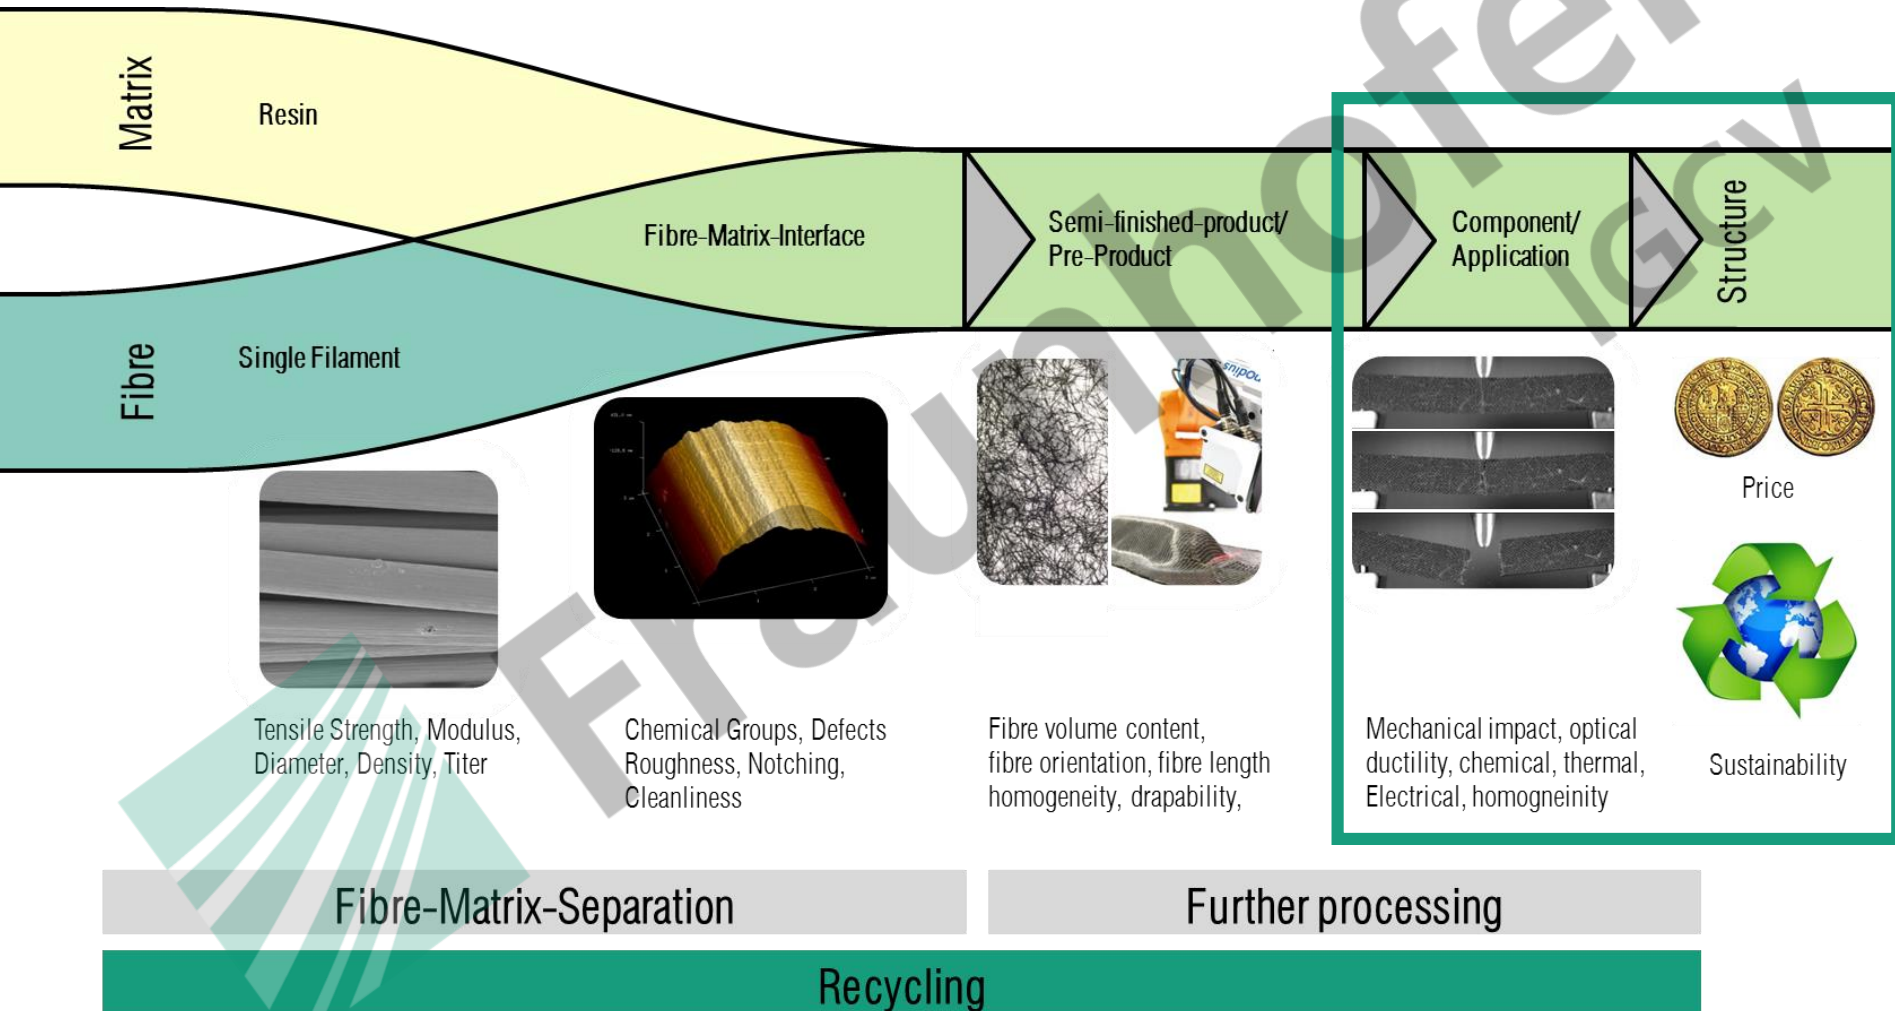 Matrix
Resin
Fibre
Single Filament
Fibre-Matrix-Interface
Semi-finished-product/
Pre-Product
Component/
Application
Structure
Price
Sustainability
Tensile Strength, Modulus,
Diameter, Density, Titer
Chemical Groups, Defects
Roughness, Notching,
Cleanliness
Fibre volume content,
fibre orientation, fibre length
homogeneity, drapability,
Mechanical impact, optical
ductility, chemical, thermal,
Electrical, homogneinity
Fibre-Matrix-Separation
Further processing
Recycling
Fraunhofer
IGCV